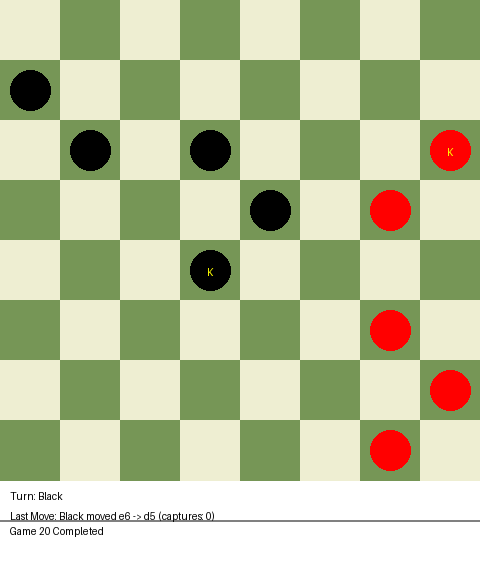 K
K
Turn: Black
Last Move: Black moved e6 -> d5 (captures: 0)
Game 20 Completed